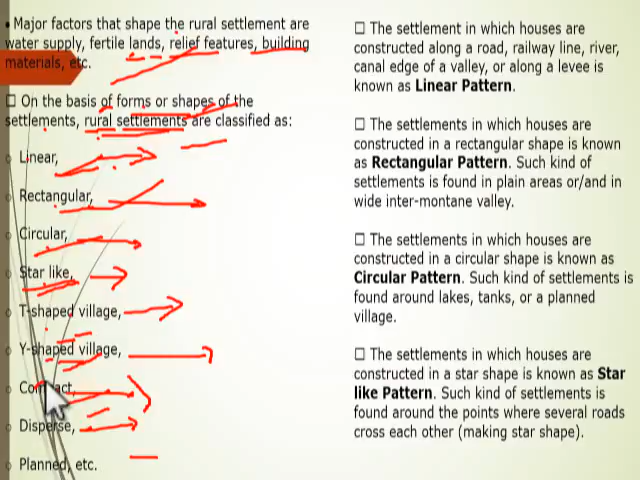 • Major factors that shape the rural settlement are
water supply, fertile lands, relief features, building
materials, etc.
□ On the basis of forms or shapes of the
settlements, rural settlements are classified as:
o Linear,
o Rectangular,
o Circular,
o Star like,
o T-shaped village,
o Y-shaped village,
o Compact,
o Disperse,
o Planned, etc.
□ The settlement in which houses are
constructed along a road, railway line, river,
canal edge of a valley, or along a levee is
known as Linear Pattern.
□ The settlements in which houses are
constructed in a rectangular shape is known
as Rectangular Pattern. Such kind of
settlements is found in plain areas or/and in
wide inter-montane valley.
□ The settlements in which houses are
constructed in a circular shape is known as
Circular Pattern. Such kind of settlements is
found around lakes, tanks, or a planned
village.
□ The settlements in which houses are
constructed in a star shape is known as Star
like Pattern. Such kind of settlements is
found around the points where several roads
cross each other (making star shape).